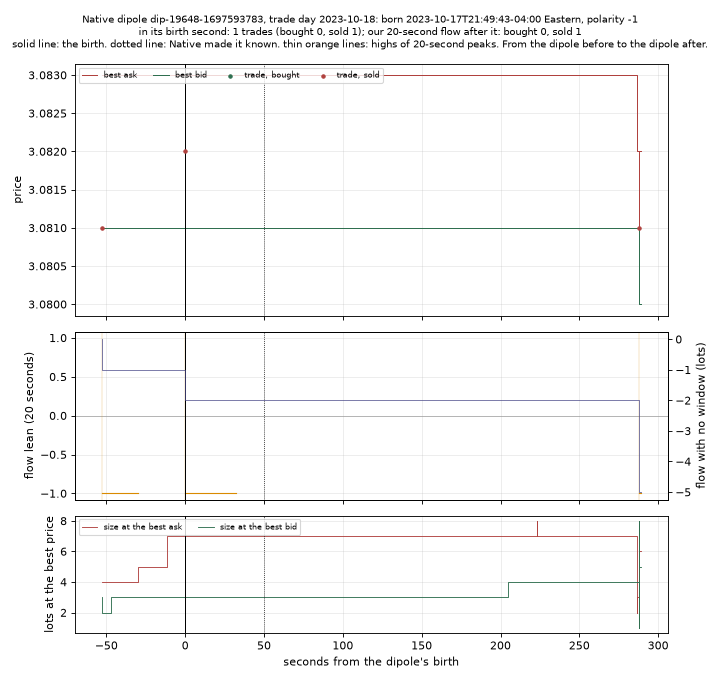 Native dipole dip-19648-1697593783, trade day 2023-10-18: born 2023-10-17T21:49:43-04:00 Eastern, polarity -1
in its birth second: 1 trades (bought 0, sold 1); our 20-second flow after it: bought 0, sold 1
solid line: the birth. dotted line: Native made it known. thin orange lines: highs of 20-second peaks. From the dipole before to the dipole after.
best ask best bid trade, bought trade, sold
3.0830
3.0825
3.0820
3.0815
3.0810
3.0805
3.0800
price
1.0
0.5
0.0
−0.5
−1.0
flow lean (20 seconds)
0
−1
−2
−3
−4
−5
flow with no window (lots)
size at the best ask size at the best bid
8
6
4
2
lots at the best price
−50 0 50 100 150 200 250 300
seconds from the dipole's birth